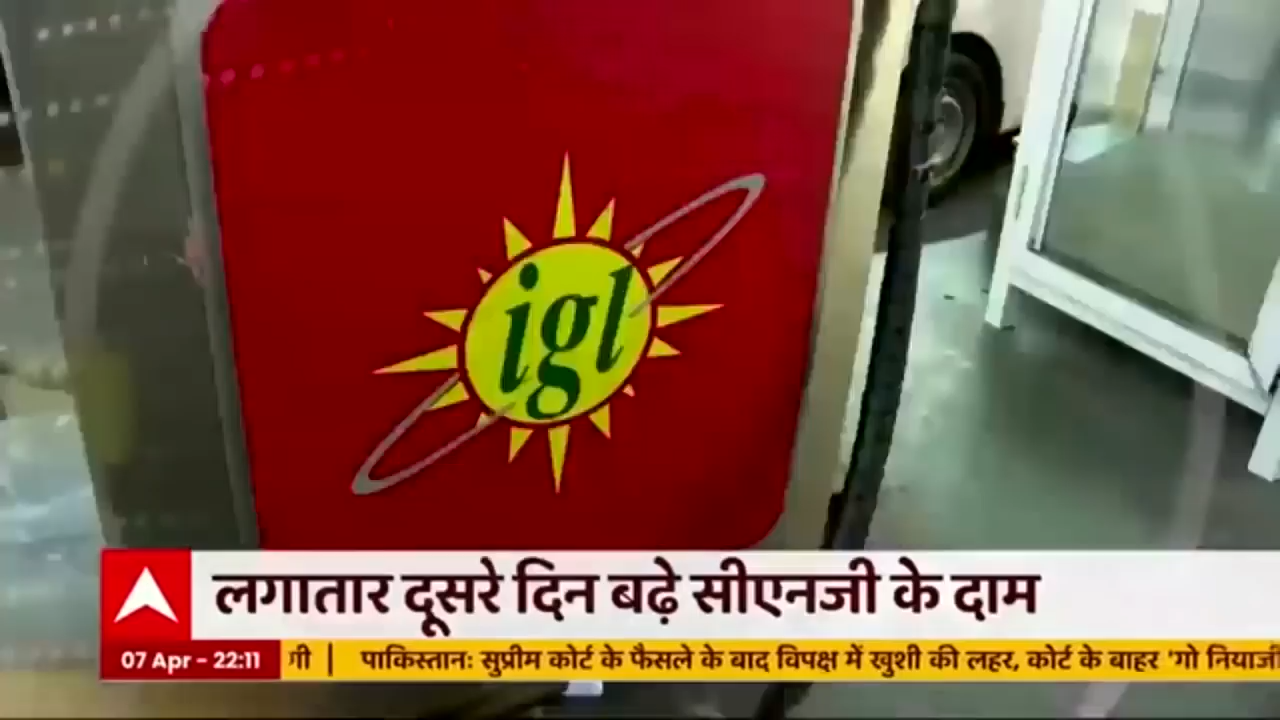 igl
लगातार दूसरे दिन बढ़े सीएनजी के दाम
07 Apr - 22:11
गी | पाकिस्तान: सुप्रीम कोर्ट के फैसले के बाद विपक्ष में खुशी की लहर, कोर्ट के बाहर 'गो नियाजी